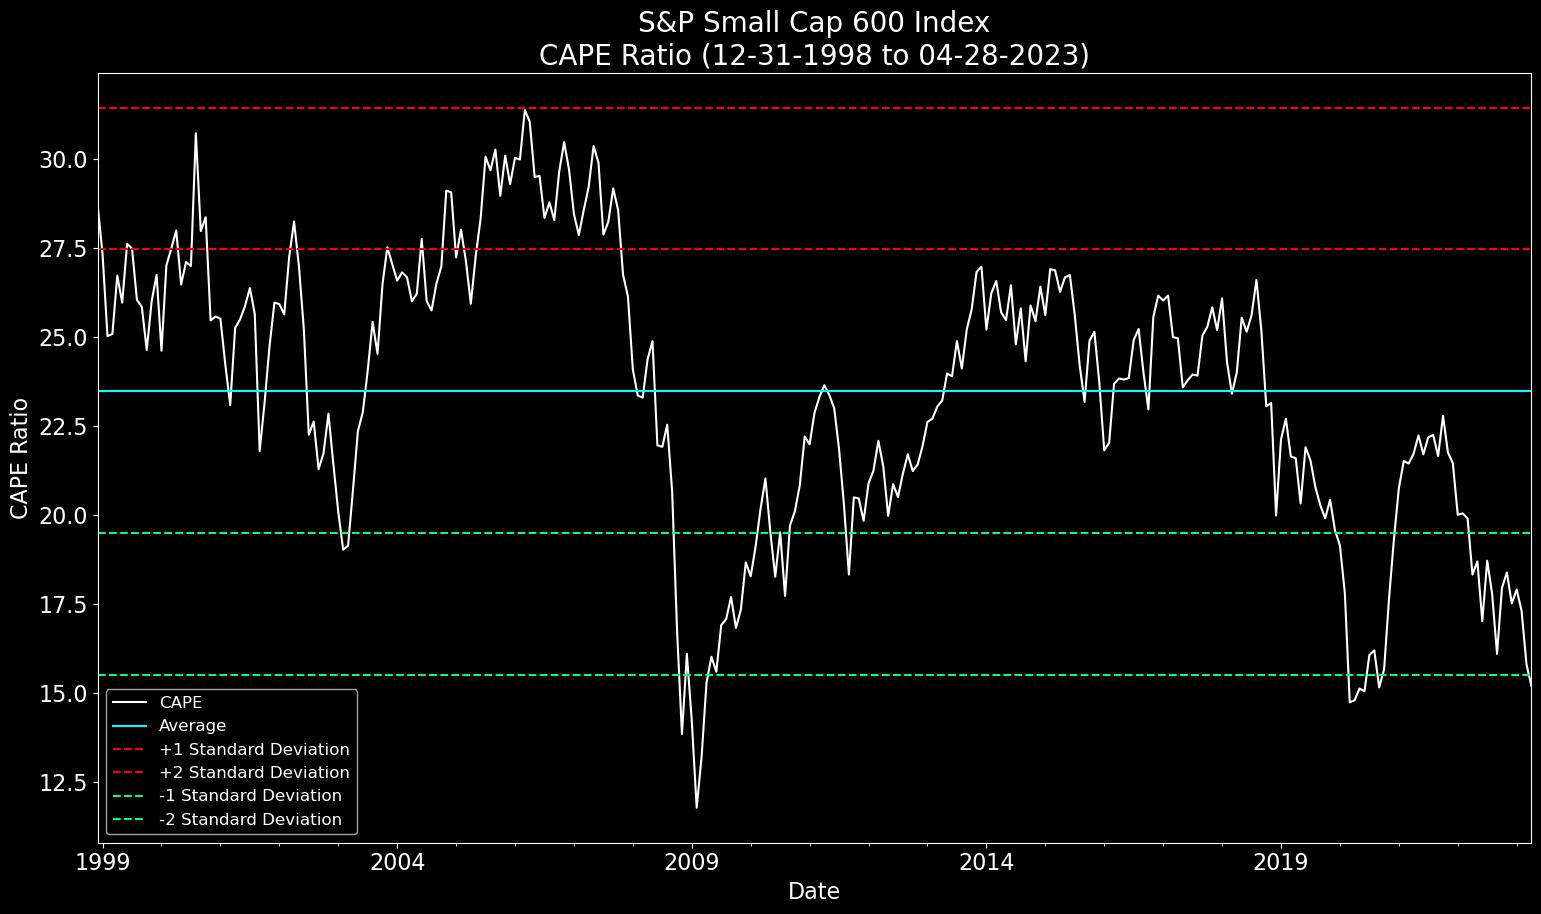 S&P Small Cap 600 Index
CAPE Ratio (12-31-1998 to 04-28-2023)
CAPE Ratio
30.0
27.5
25.0
22.5
20.0
17.5
15.0
12.5
CAPE
Average
+1 Standard Deviation
+2 Standard Deviation
-1 Standard Deviation
-2 Standard Deviation
1999 2004 2009 2014 2019
Date